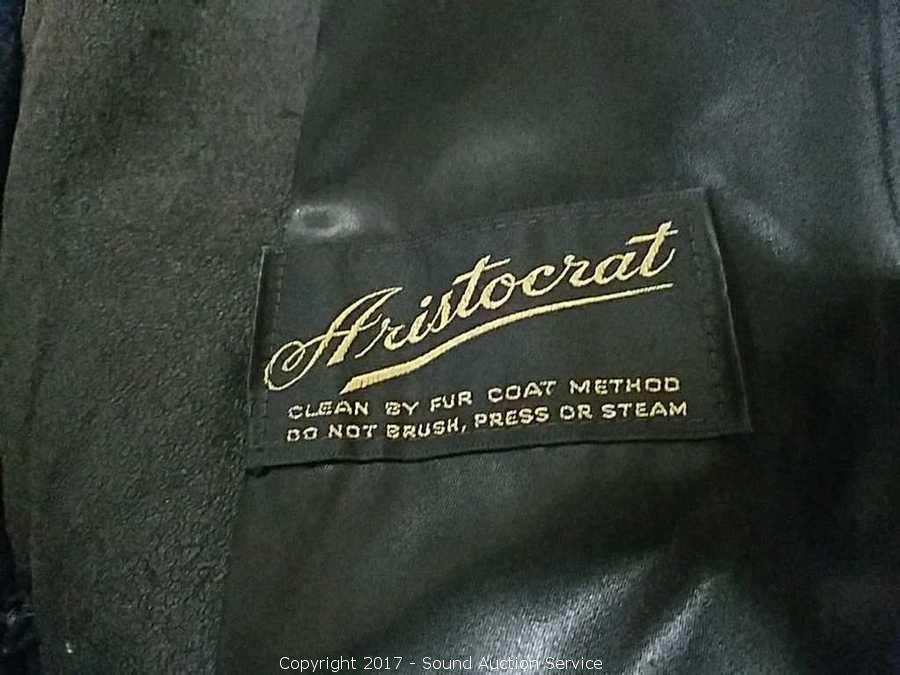 Aristocrat
CLEAN BY FUR COAT METHOD
DO NOT BRUSH, PRESS OR STEAM
Copyright 2017 - Sound Auction Service